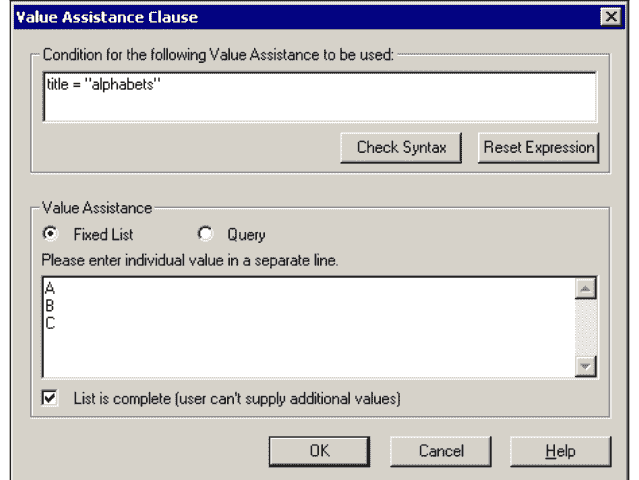 Value Assistance Clause
Condition for the following Value Assistance to be used:
title = "alphabets"
Check Syntax Reset Expression
Value Assistance
Fixed List Query
Please enter individual value in a separate line.
A
B
C
List is complete (user can't supply additional values)
OK Cancel Help